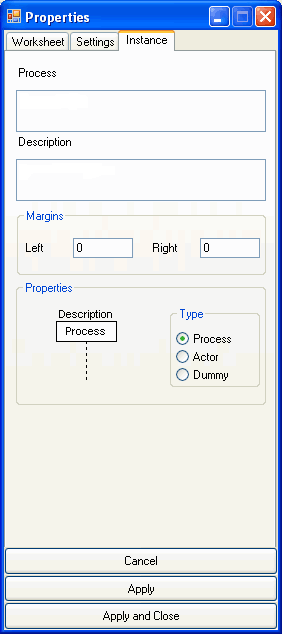 Properties
Worksheet Settings Instance
Process
Description
Margins
Left 0 Right 0
Properties
Description
Process
Type
Process
Actor
Dummy
Cancel
Apply
Apply and Close